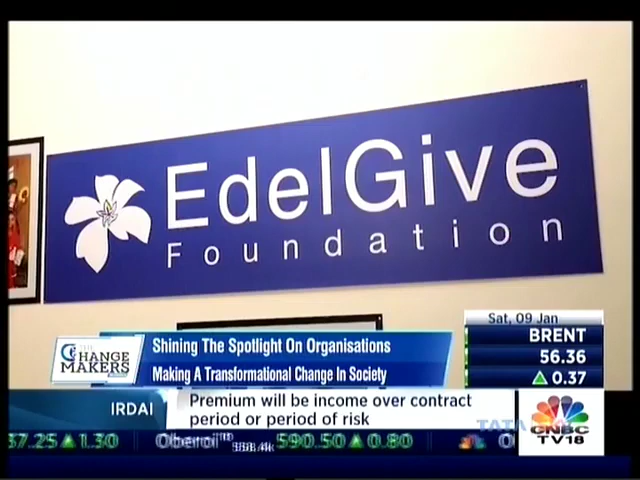 EdelGive
Foundation
Sat, 09 Jan
BRENT
56.36
▲ 0.37
THE
CHANGE
MAKERS
Shining The Spotlight On Organisations
Making A Transformational Change In Society
IRDAI
Premium will be income over contract
period or period of risk
TATA
CNBC
TV18
37.25 ▲ 1.30 Oberoi 590.50 ▲ 0.80